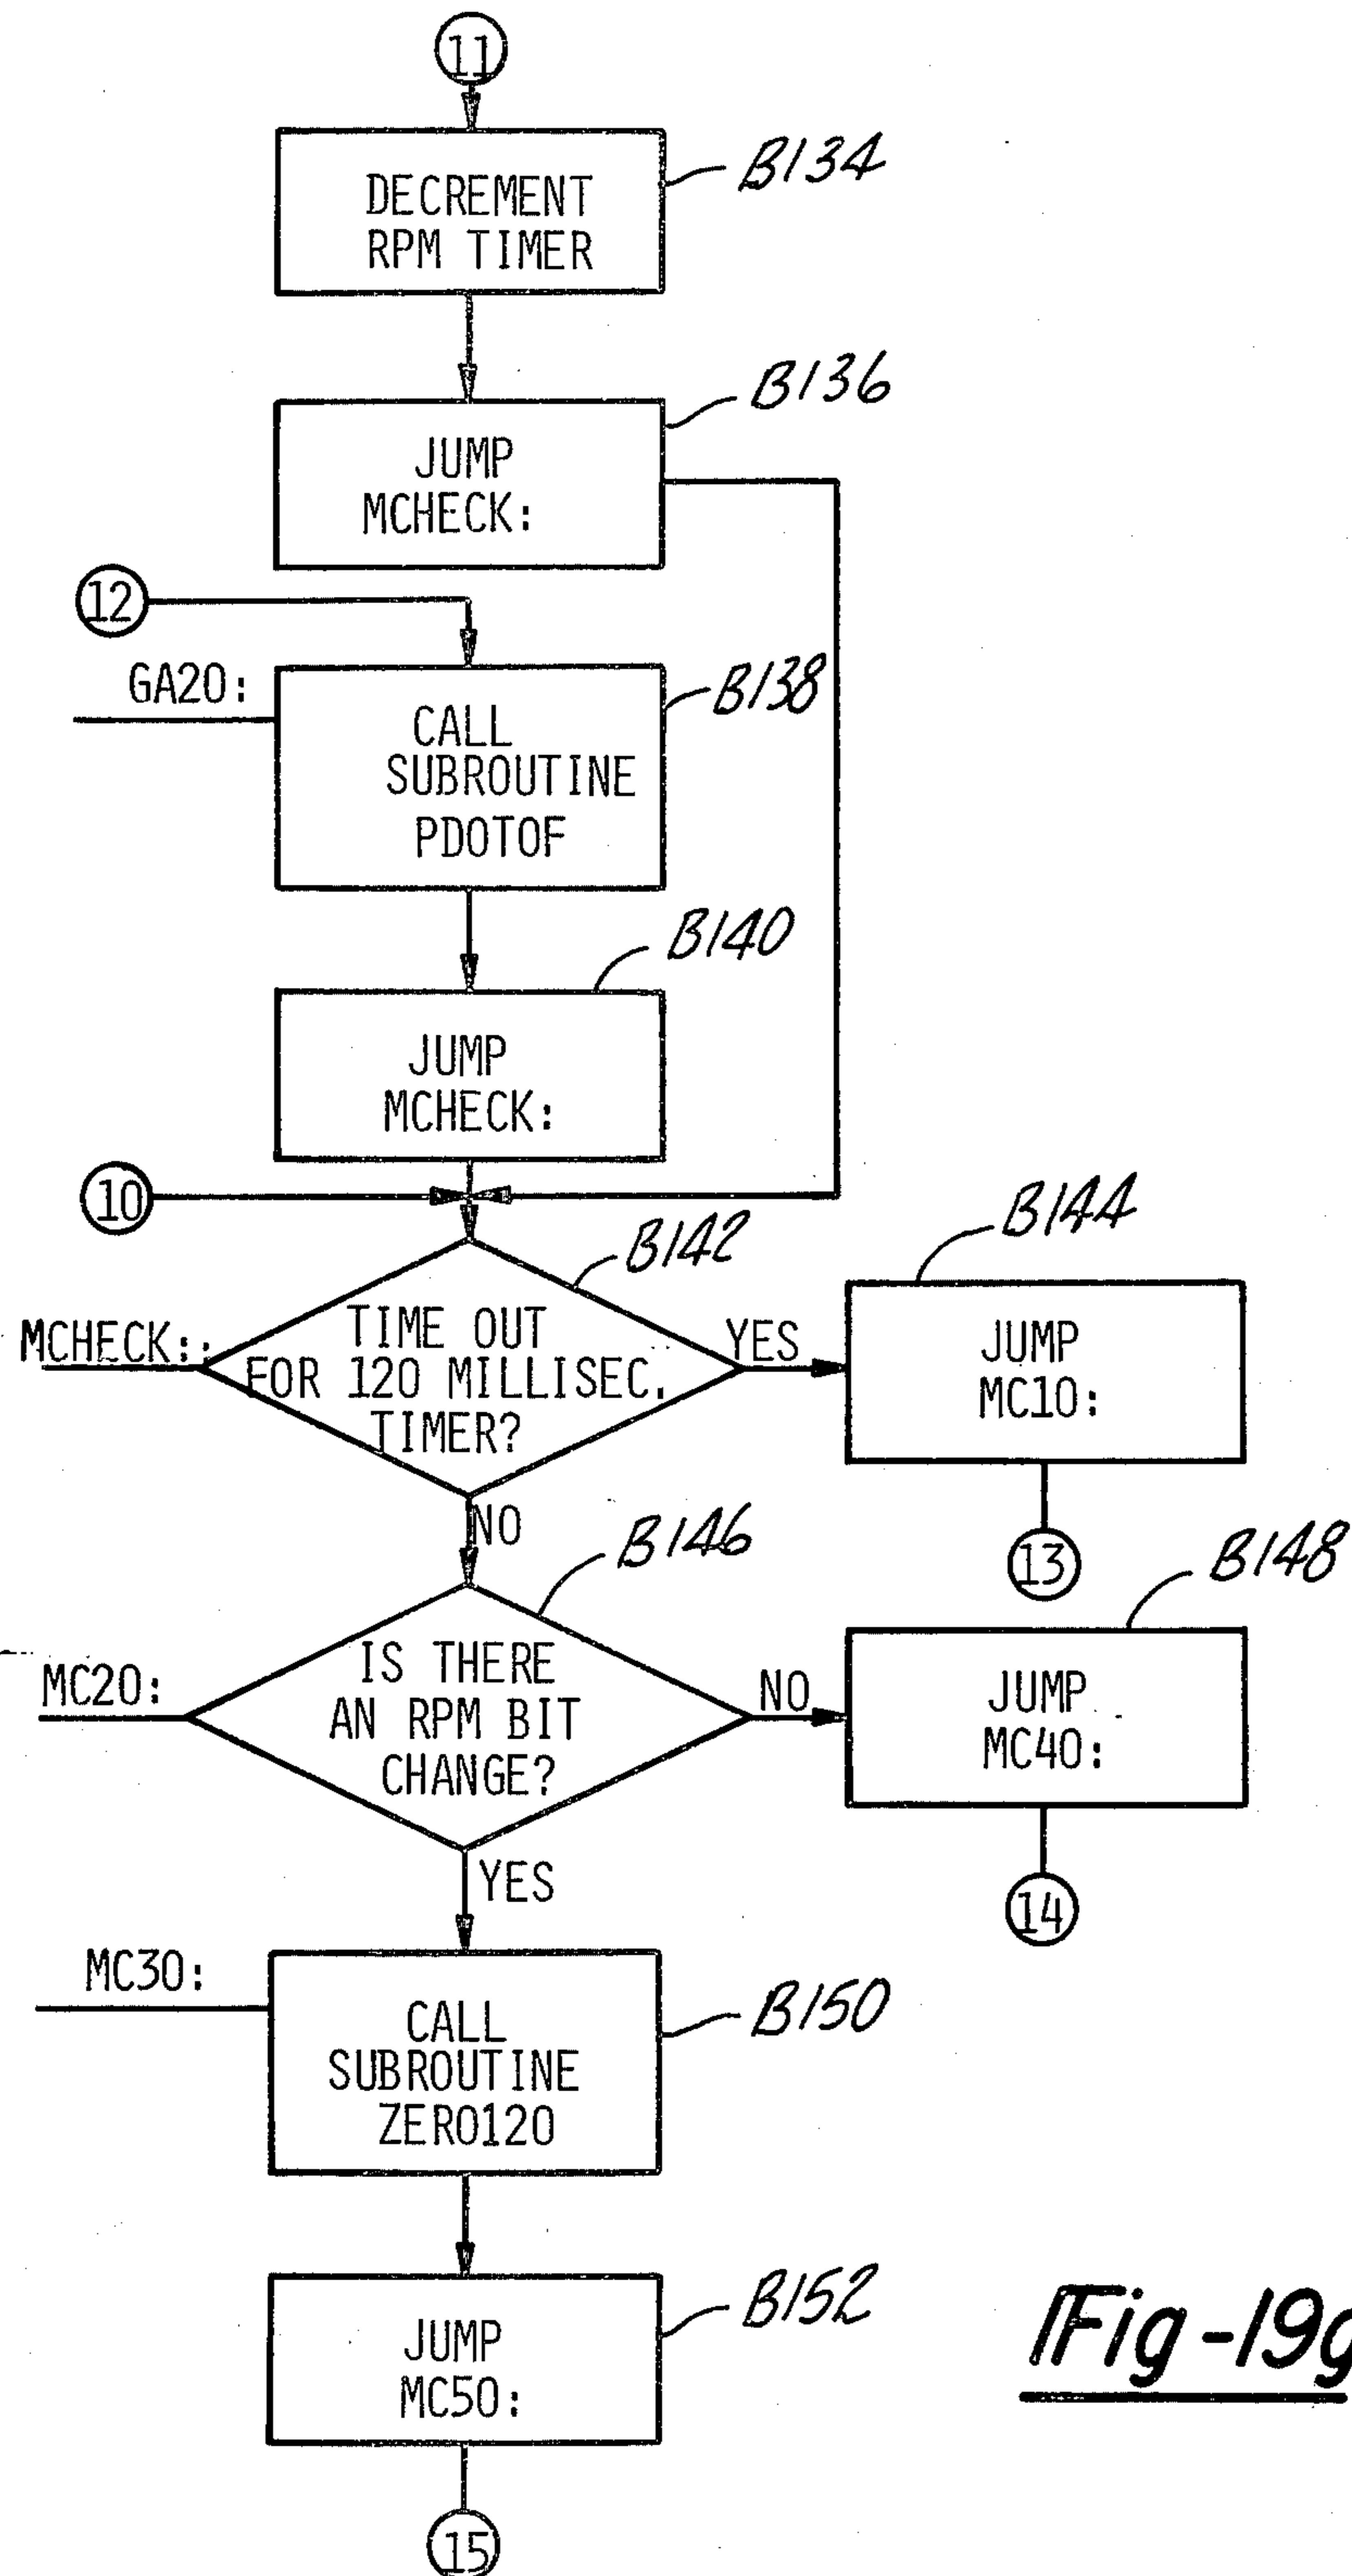 11
DECREMENT
RPM TIMER
B134
JUMP
MCHECK:
B136
12
GA20:
CALL
SUBROUTINE
PDOTOF
B138
JUMP
MCHECK:
B140
10
MCHECK:
TIME OUT
FOR 120 MILLISEC.
TIMER?
B142
YES
JUMP
MC10:
B144
13
NO
MC20:
IS THERE
AN RPM BIT
CHANGE?
B146
NO
JUMP
MC40:
B148
14
YES
MC30:
CALL
SUBROUTINE
ZERO120
B150
JUMP
MC50:
B152
15
Fig-19g